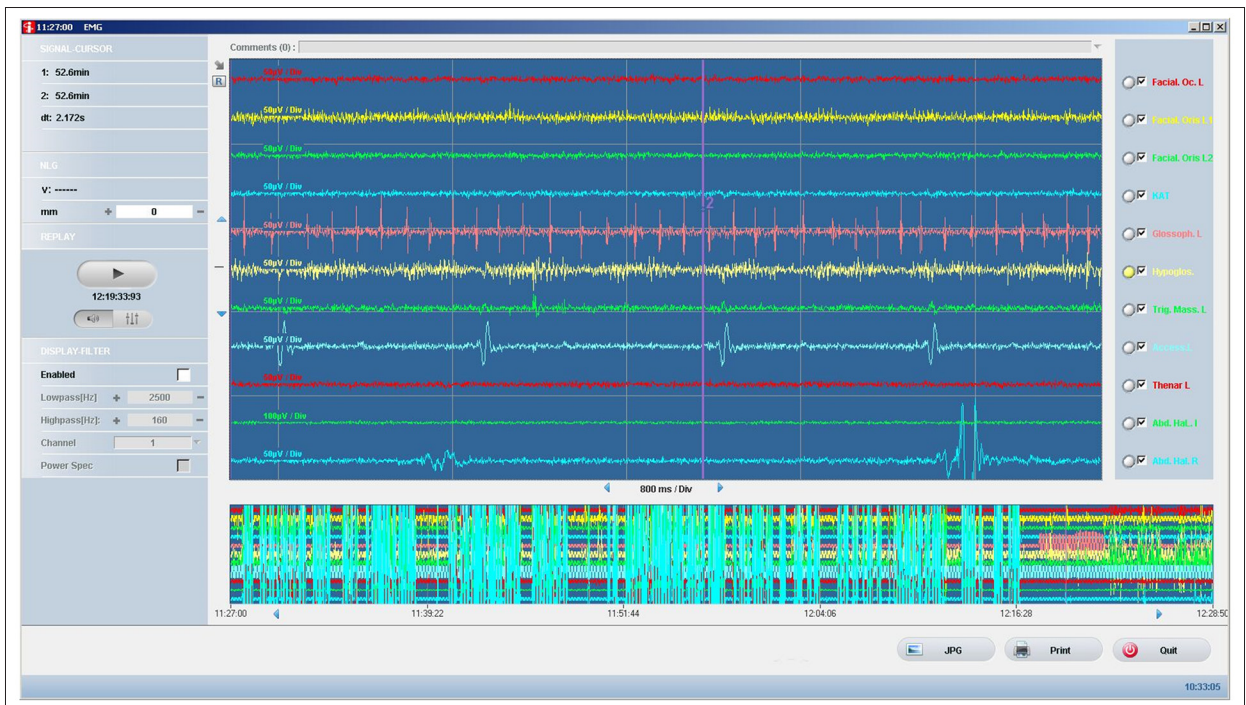 11:27:00 EMG
SIGNAL-CURSOR
1: 52.6min
2: 52.6min
dt: 2.172s
NLG
v: ------
mm + 0 -
REPLAY
12:19:33:93
DISPLAY-FILTER
Enabled
Lowpass[Hz] + 2500 -
Highpass[Hz]: + 160 -
Channel 1
Power Spec
Comments (0) :
R
50µV / Div
50µV / Div
50µV / Div
50µV / Div
50µV / Div
50µV / Div
50µV / Div
50µV / Div
50µV / Div
100µV / Div
50µV / Div
2
800 ms / Div
Facial. Oc. L
Facial. Oris L1
Facial. Oris L2
Glossoph. L
Hypoglos.
Trig. Mass. L
Thenar L
Abd. Hal. R
11:27:00 11:39:22 11:51:44 12:04:06 12:16:28 12:28:50
JPG Print Quit
10:33:05